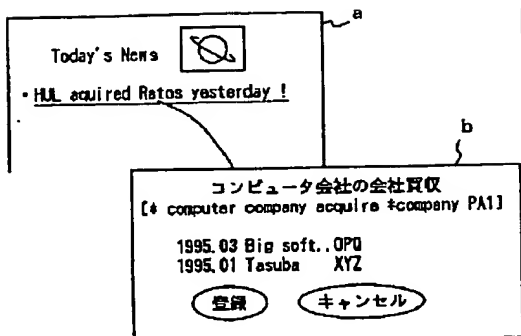 a
Today's News
・HUL aquired Ratos yesterday !
b
コンピュータ会社の会社買収
[* computer company acquire *company PA1]
1995.03 Big soft..OPQ
1995.01 Tasuba XYZ
登録 キャンセル